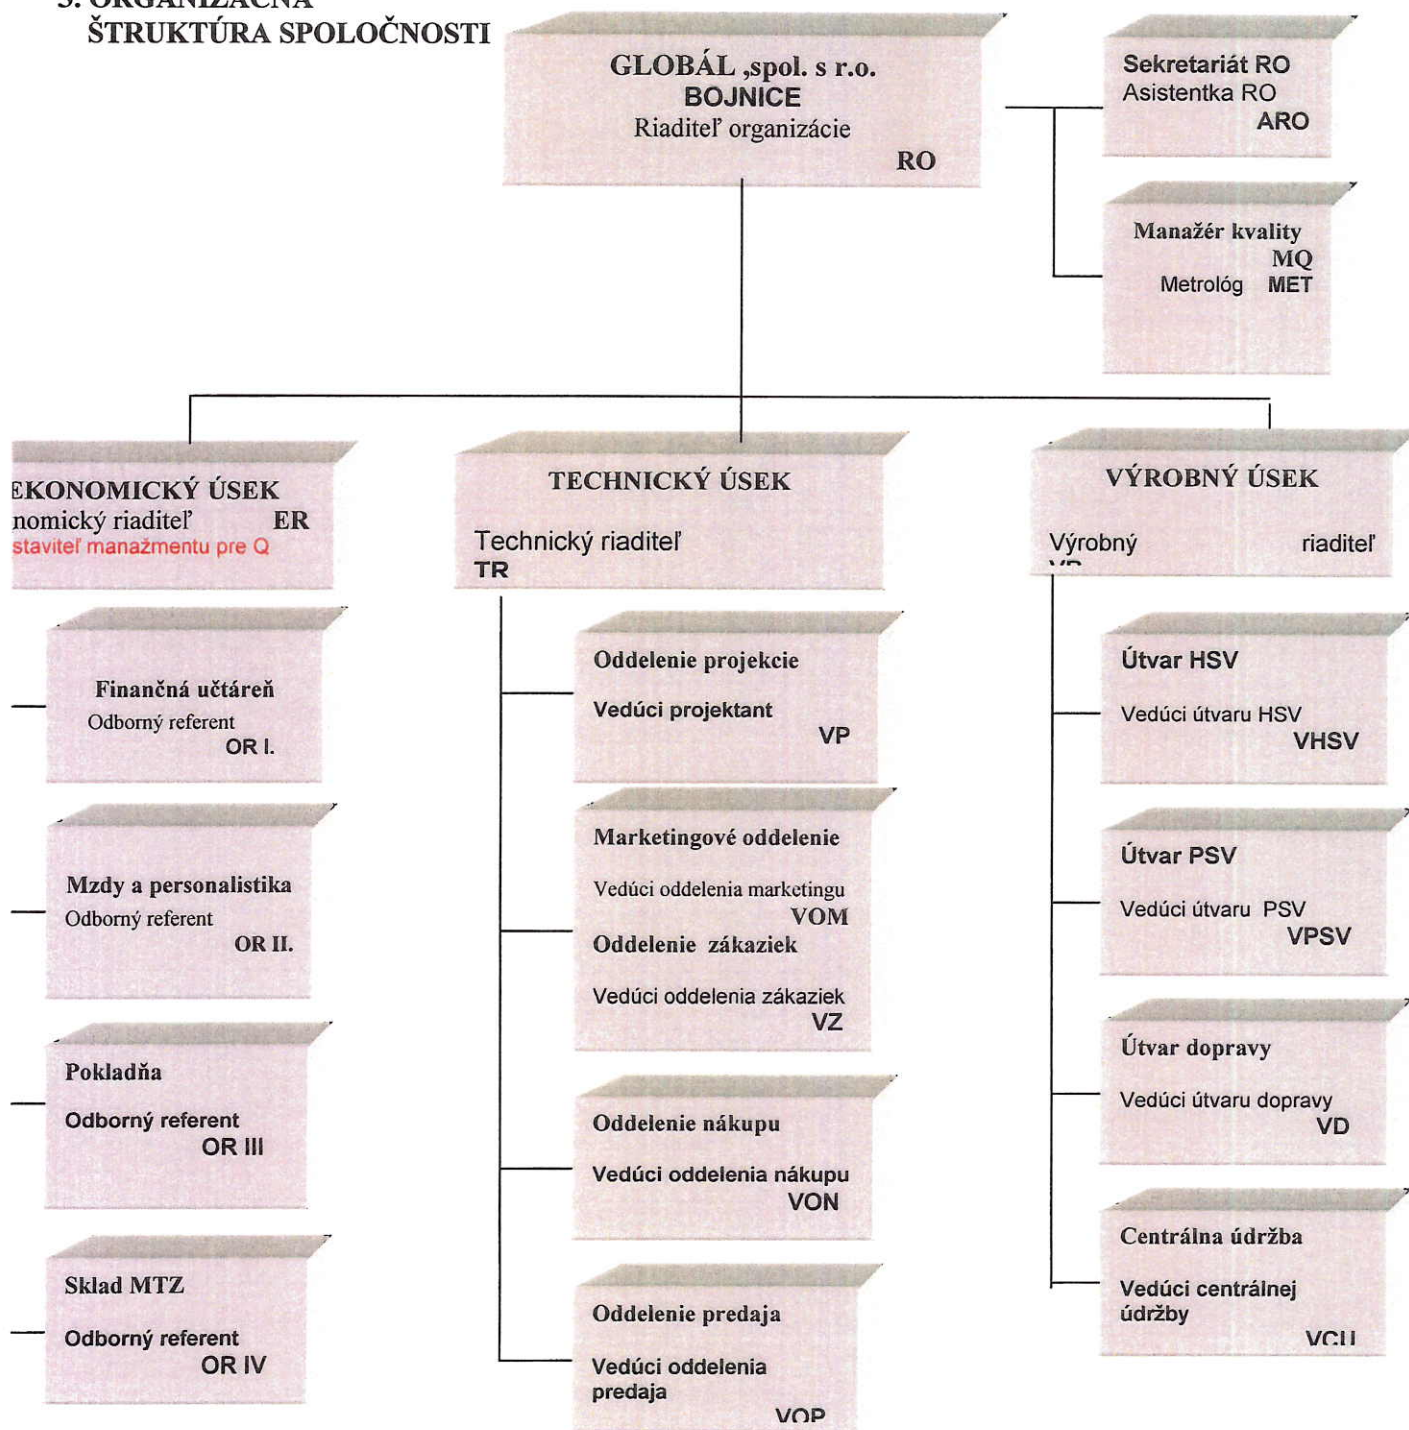 ŠTRUKTÚRA SPOLOČNOSTI
GLOBÁL ,spol. s r.o.
BOJNICE
Riaditeľ organizácie
RO
Sekretariát RO
Asistentka RO
ARO
Manažér kvality
MQ
Metrológ MET
EKONOMICKÝ ÚSEK
nomický riaditeľ ER
staviteľ manažmentu pre Q
Finančná učtáreň
Odborný referent
OR I.
Mzdy a personalistika
Odborný referent
OR II.
Pokladňa
Odborný referent
OR III
Sklad MTZ
Odborný referent
OR IV
TECHNICKÝ ÚSEK
Technický riaditeľ
TR
Oddelenie projekcie
Vedúci projektant
VP
Marketingové oddelenie
Vedúci oddelenia marketingu
VOM
Oddelenie zákaziek
Vedúci oddelenia zákaziek
VZ
Oddelenie nákupu
Vedúci oddelenia nákupu
VON
Oddelenie predaja
Vedúci oddelenia
predaja
VOP
VÝROBNÝ ÚSEK
Výrobný riaditeľ
Útvar HSV
Vedúci útvaru HSV
VHSV
Útvar PSV
Vedúci útvaru PSV
VPSV
Útvar dopravy
Vedúci útvaru dopravy
VD
Centrálna údržba
Vedúci centrálnej
údržby